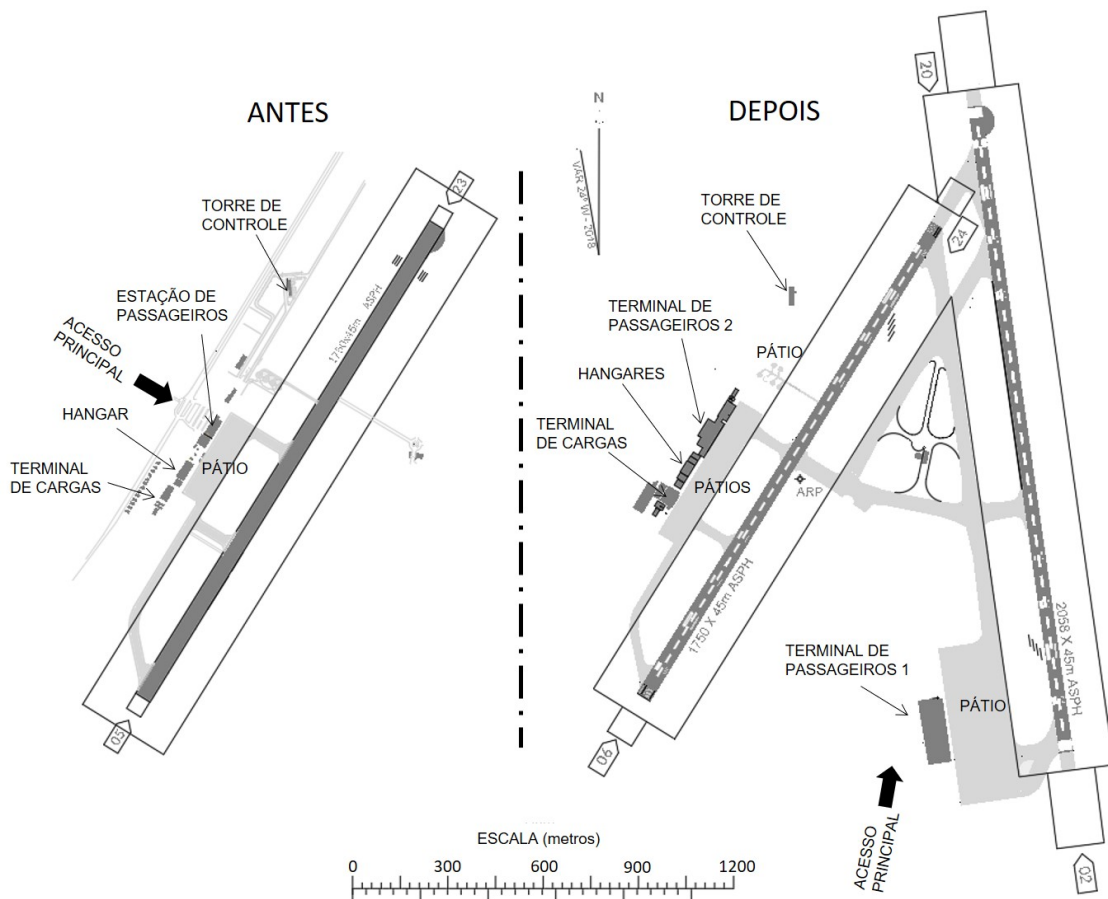 ANTES
DEPOIS
20
N
VAR 24º W - 2018
23
TORRE DE
CONTROLE
ESTAÇÃO DE
PASSAGEIROS
ACESSO
PRINCIPAL
HANGAR
TERMINAL
DE CARGAS
PÁTIO
1750x45m ASPH
05
TORRE DE
CONTROLE
24
TERMINAL DE
PASSAGEIROS 2
PÁTIO
HANGARES
TERMINAL
DE CARGAS
PÁTIOS
ARP
1750 X 45m ASPH
2058 X 45m ASPH
TERMINAL DE
PASSAGEIROS 1
PÁTIO
06
ACESSO
PRINCIPAL
02
ESCALA (metros)
0 300 600 900 1200